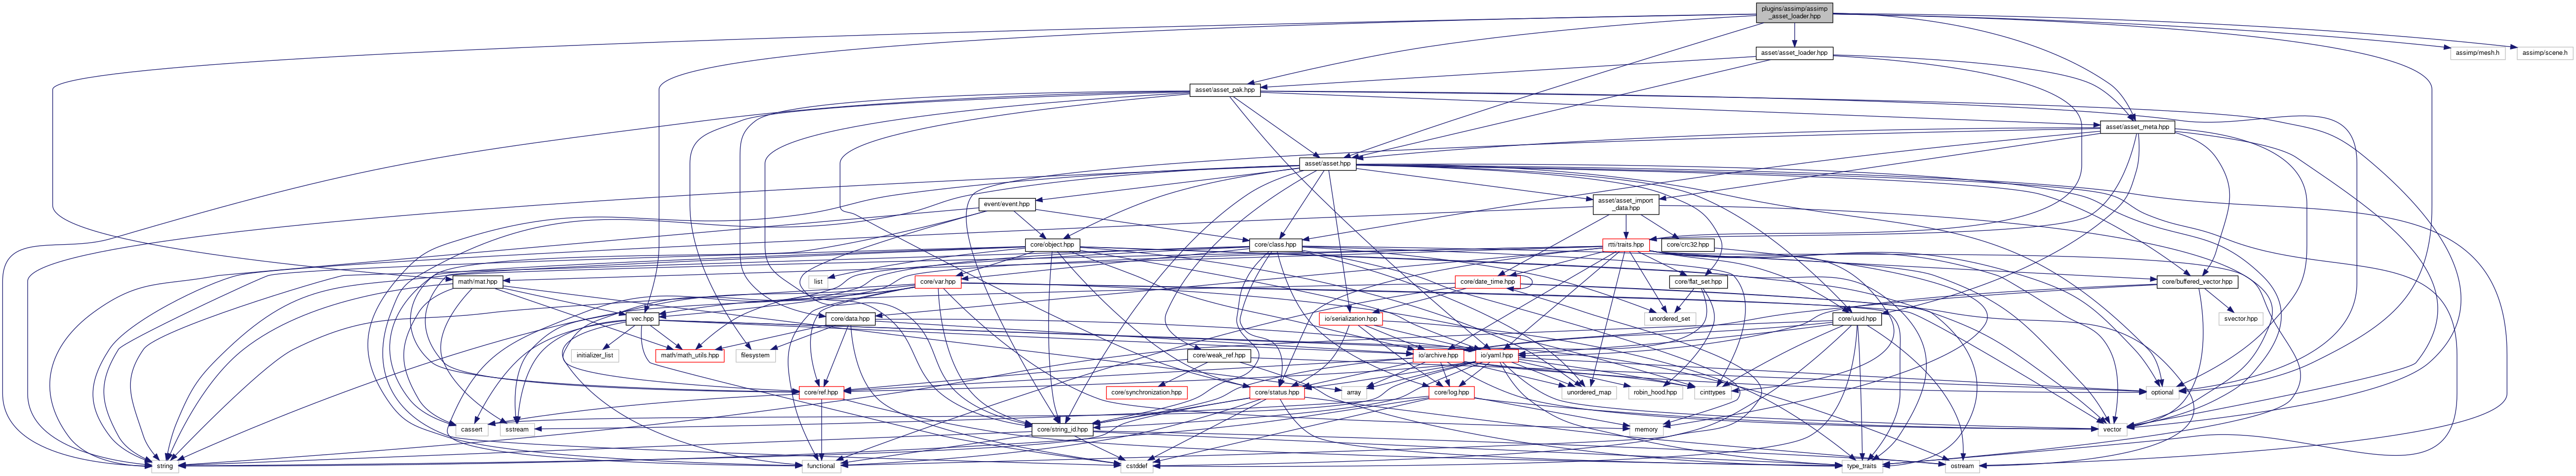 plugins/assimp/assimp
_asset_loader.hpp
asset/asset_loader.hpp
assimp/mesh.h
assimp/scene.h
asset/asset_pak.hpp
asset/asset_meta.hpp
asset/asset.hpp
event/event.hpp
asset/asset_import
_data.hpp
core/object.hpp
core/class.hpp
rtti/traits.hpp
core/crc32.hpp
list
math/mat.hpp
core/var.hpp
core/date_time.hpp
core/flat_set.hpp
core/buffered_vector.hpp
vec.hpp
core/data.hpp
io/serialization.hpp
unordered_set
core/uuid.hpp
svector.hpp
initializer_list
math/math_utils.hpp
filesystem
core/weak_ref.hpp
io/archive.hpp
io/yaml.hpp
core/ref.hpp
core/synchronization.hpp
core/status.hpp
array
core/log.hpp
unordered_map
robin_hood.hpp
cinttypes
optional
cassert
sstream
core/string_id.hpp
memory
vector
string
functional
cstddef
type_traits
ostream